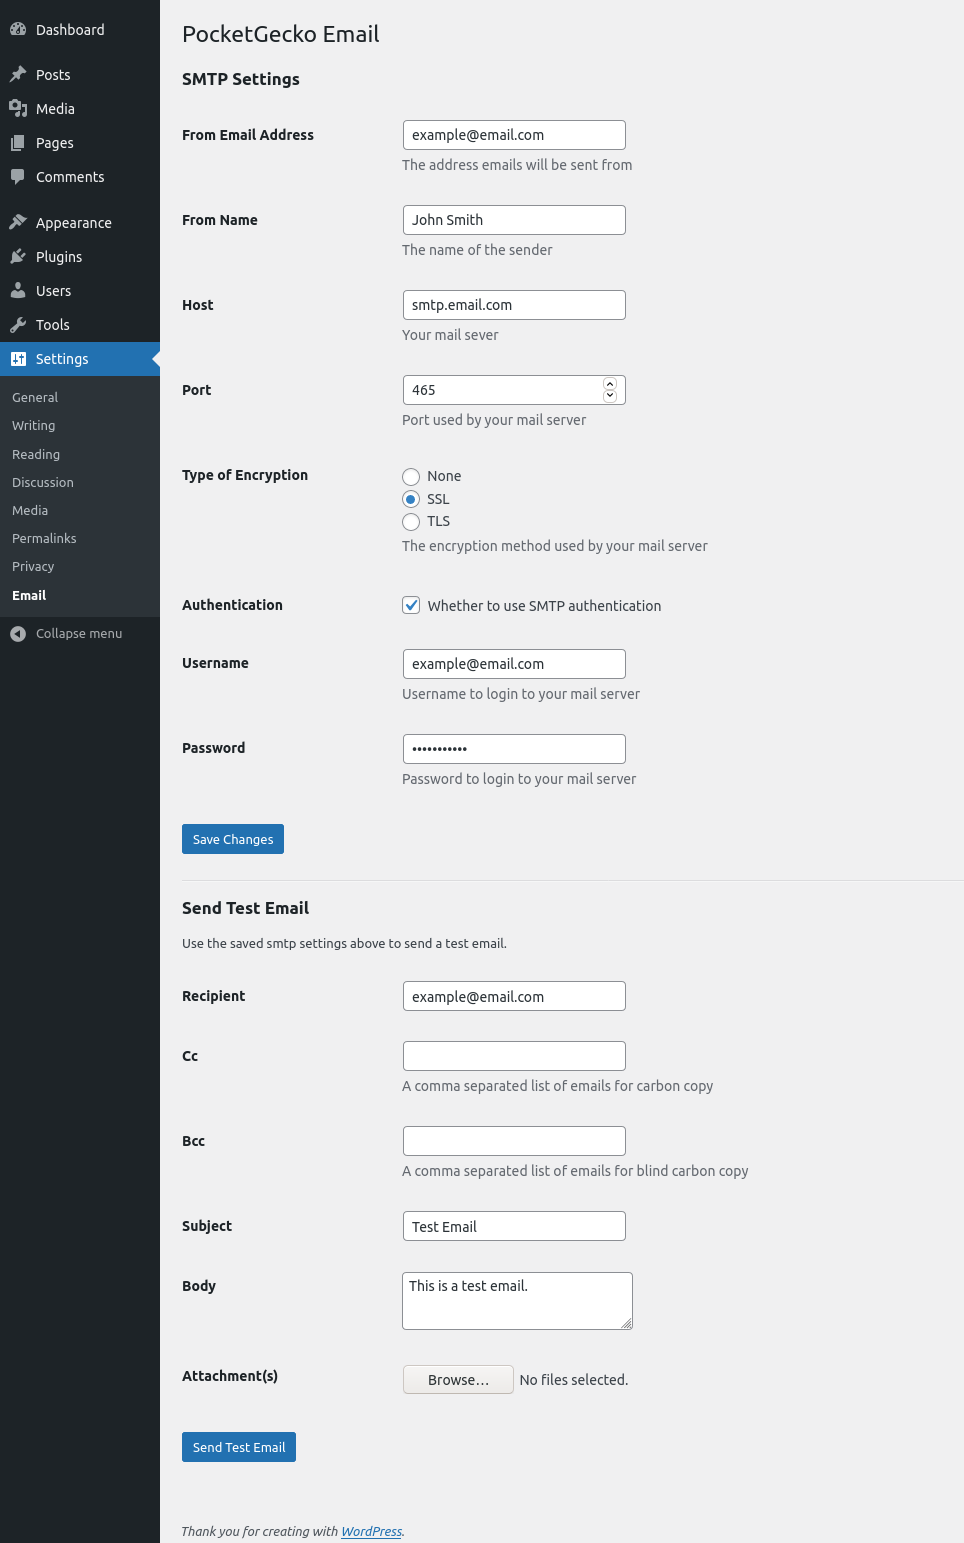 Dashboard
Posts
Media
Pages
Comments
Appearance
Plugins
Users
Tools
Settings
General
Writing
Reading
Discussion
Media
Permalinks
Privacy
Email
Collapse menu
PocketGecko Email
SMTP Settings
From Email Address
example@email.com
The address emails will be sent from
From Name
John Smith
The name of the sender
Host
smtp.email.com
Your mail sever
Port
465
Port used by your mail server
Type of Encryption
None
SSL
TLS
The encryption method used by your mail server
Authentication
Whether to use SMTP authentication
Username
example@email.com
Username to login to your mail server
Password
•••••••••••
Password to login to your mail server
Save Changes
Send Test Email
Use the saved smtp settings above to send a test email.
Recipient
example@email.com
Cc
A comma separated list of emails for carbon copy
Bcc
A comma separated list of emails for blind carbon copy
Subject
Test Email
Body
This is a test email.
Attachment(s)
Browse… No files selected.
Send Test Email
Thank you for creating with WordPress.